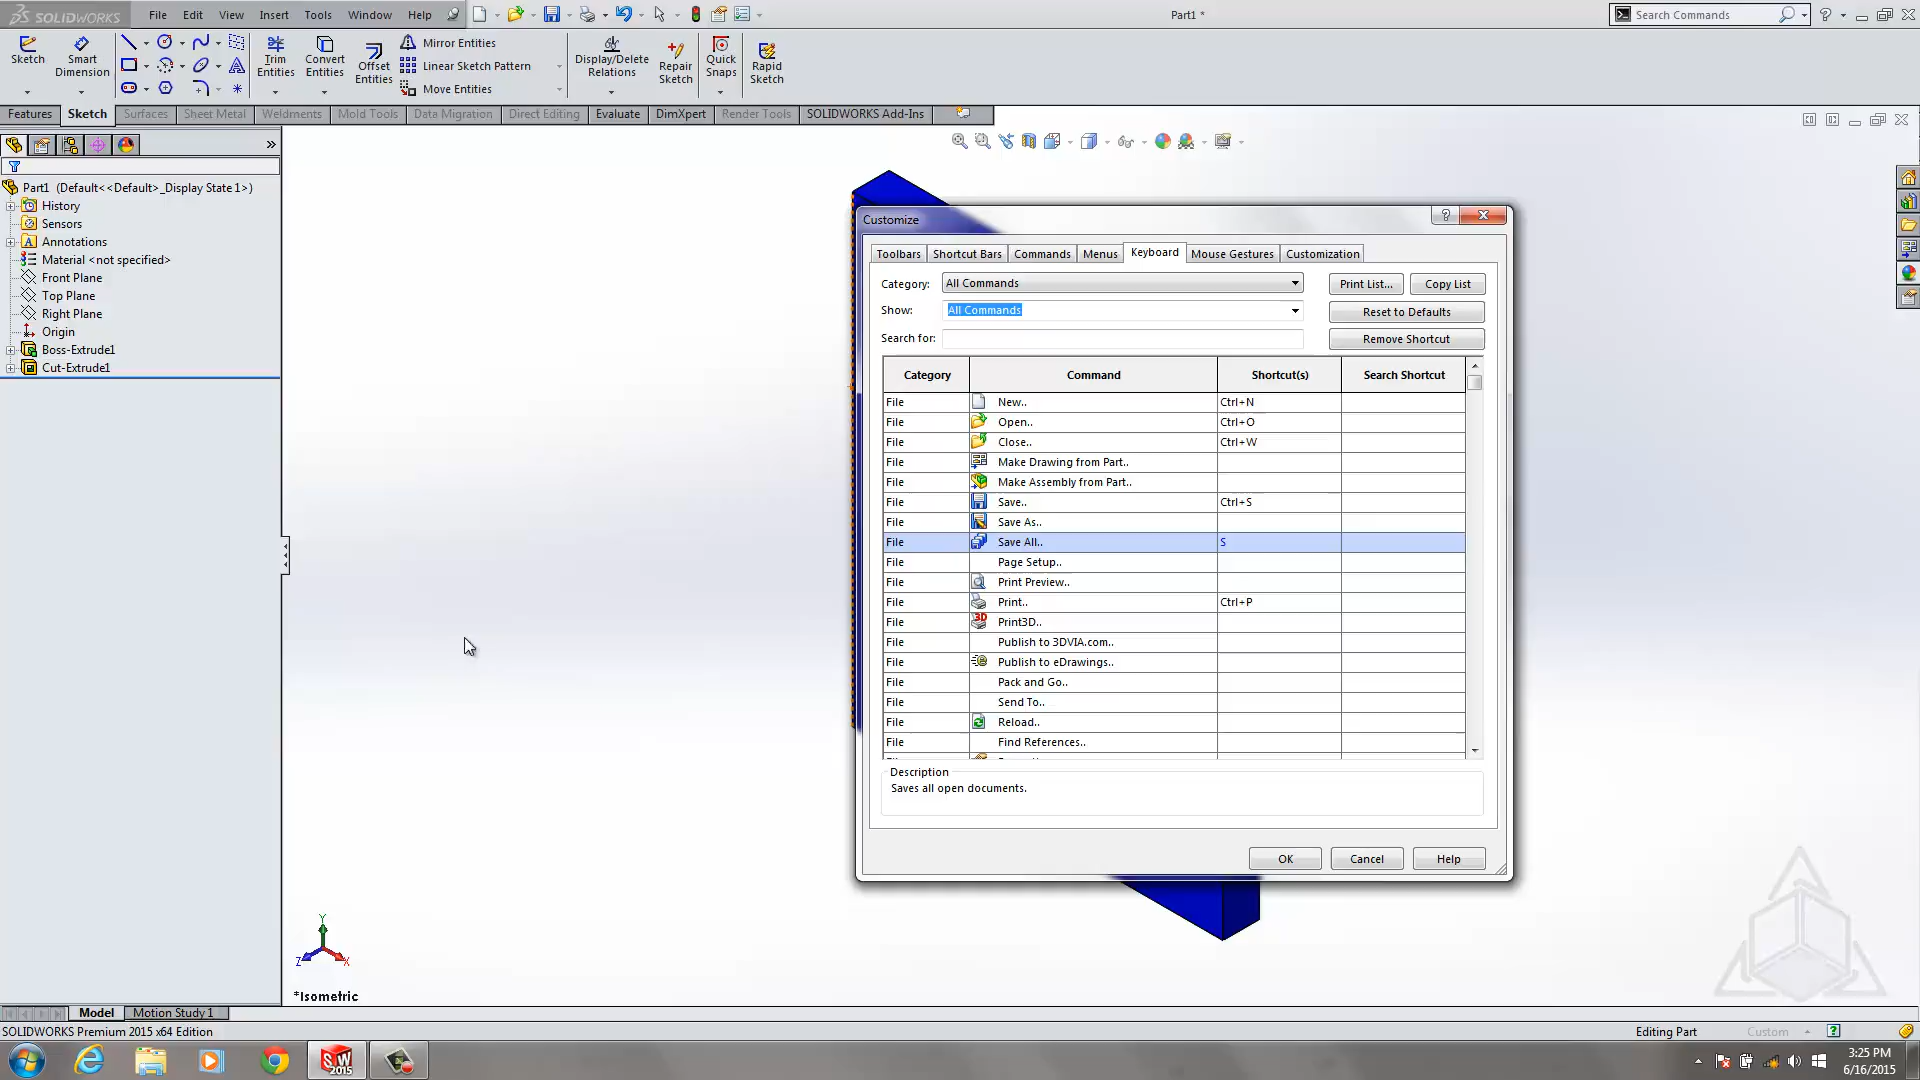 SOLIDWORKS File Edit View Insert Tools Window Help Part1 * Search Commands
Sketch Smart Dimension Trim Entities Convert Entities Offset Entities Mirror Entities Linear Sketch Pattern Move Entities Display/Delete Relations Repair Sketch Quick Snaps Rapid Sketch
Features Sketch Surfaces Sheet Metal Weldments Mold Tools Data Migration Direct Editing Evaluate DimXpert Render Tools SOLIDWORKS Add-Ins
Part1 (Default<<Default>_Display State 1>)
History
Sensors
Annotations
Material <not specified>
Front Plane
Top Plane
Right Plane
Origin
Boss-Extrude1
Cut-Extrude1
Customize
Toolbars Shortcut Bars Commands Menus Keyboard Mouse Gestures Customization
Category: All Commands Print List... Copy List
Show: All Commands Reset to Defaults
Search for: Remove Shortcut
Category Command Shortcut(s) Search Shortcut
File New.. Ctrl+N
File Open.. Ctrl+O
File Close.. Ctrl+W
File Make Drawing from Part..
File Make Assembly from Part..
File Save.. Ctrl+S
File Save As..
File Save All.. S
File Page Setup..
File Print Preview..
File Print.. Ctrl+P
File Print3D..
File Publish to 3DVIA.com..
File Publish to eDrawings..
File Pack and Go..
File Send To..
File Reload..
File Find References..
Description
Saves all open documents.
OK Cancel Help
Y
Z X
*Isometric
Model Motion Study 1
SOLIDWORKS Premium 2015 x64 Edition Editing Part Custom
SW 2015
3:25 PM
6/16/2015